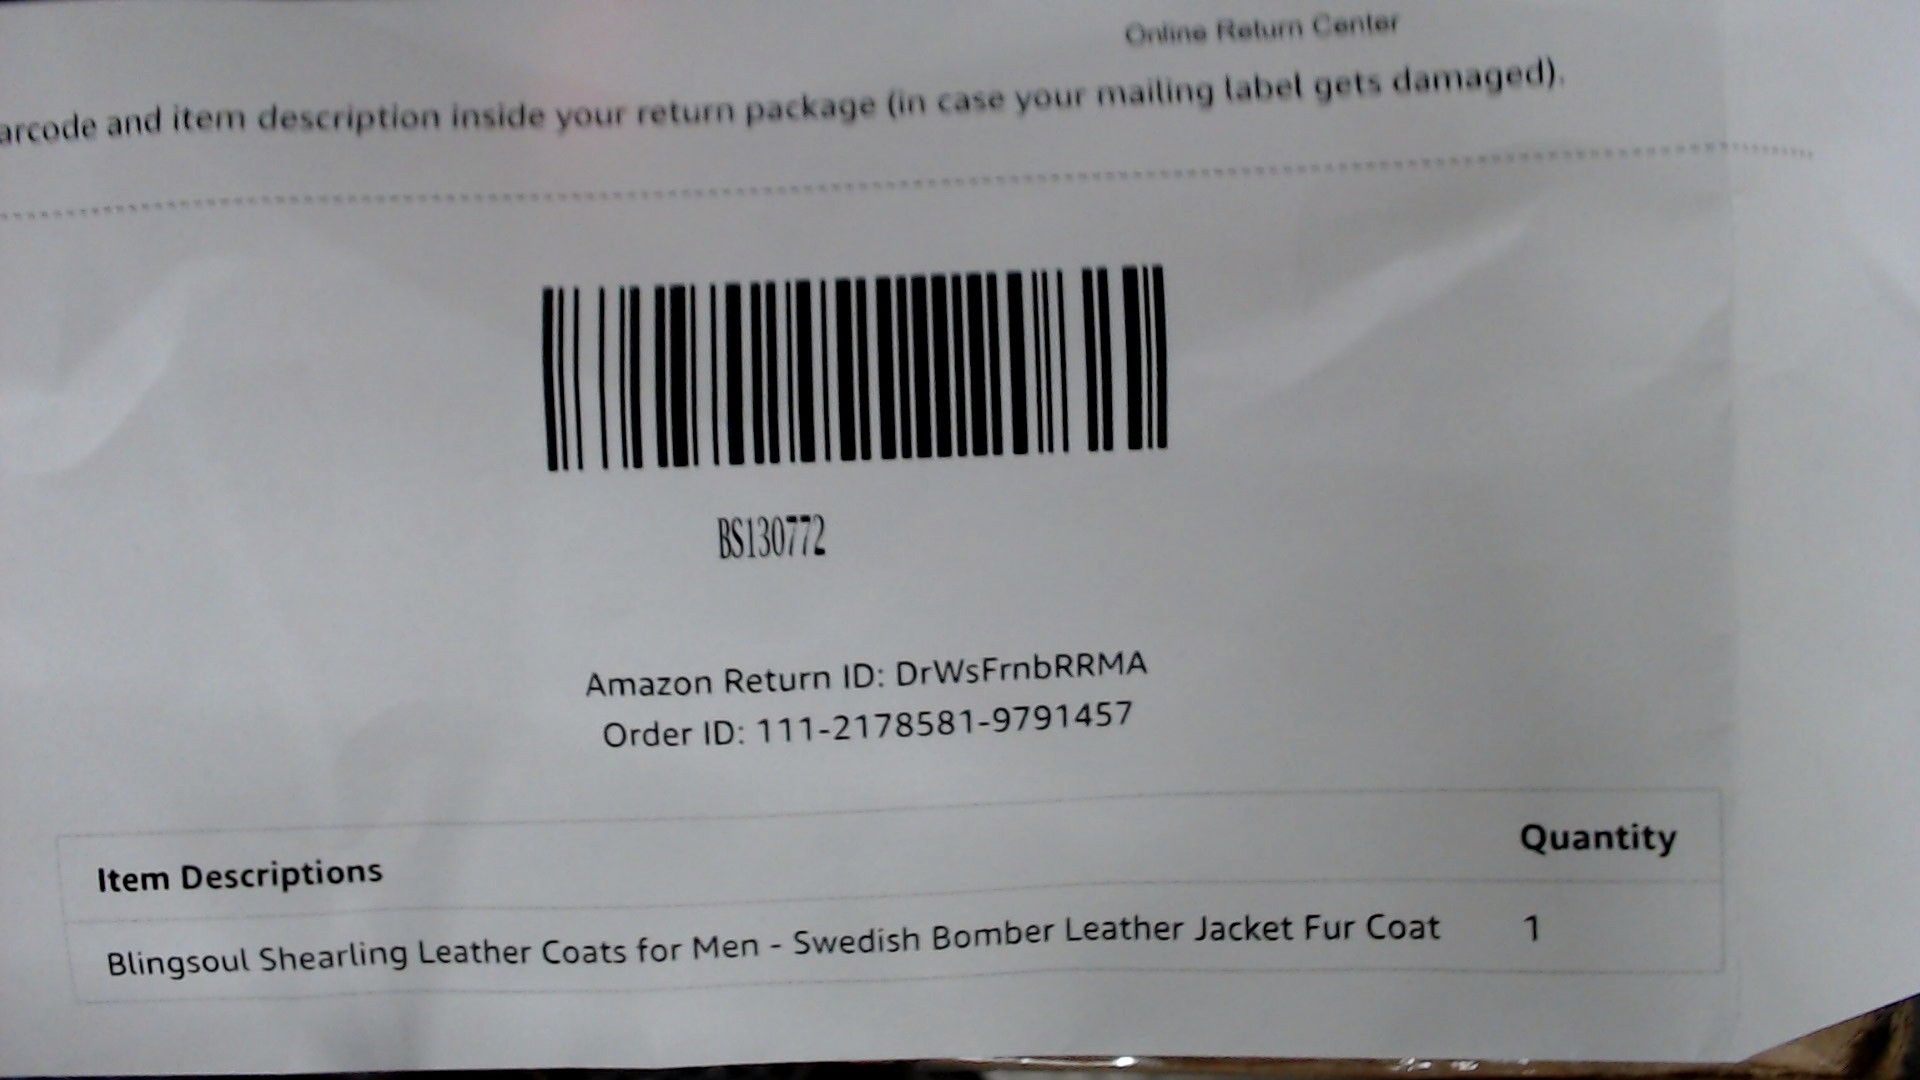 Online Return Center
arcode and item description inside your return package (in case your mailing label gets damaged).
BS130772
Amazon Return ID: DrWsFrnbRRMA
Order ID: 111-2178581-9791457
Item Descriptions Quantity
Blingsoul Shearling Leather Coats for Men - Swedish Bomber Leather Jacket Fur Coat 1